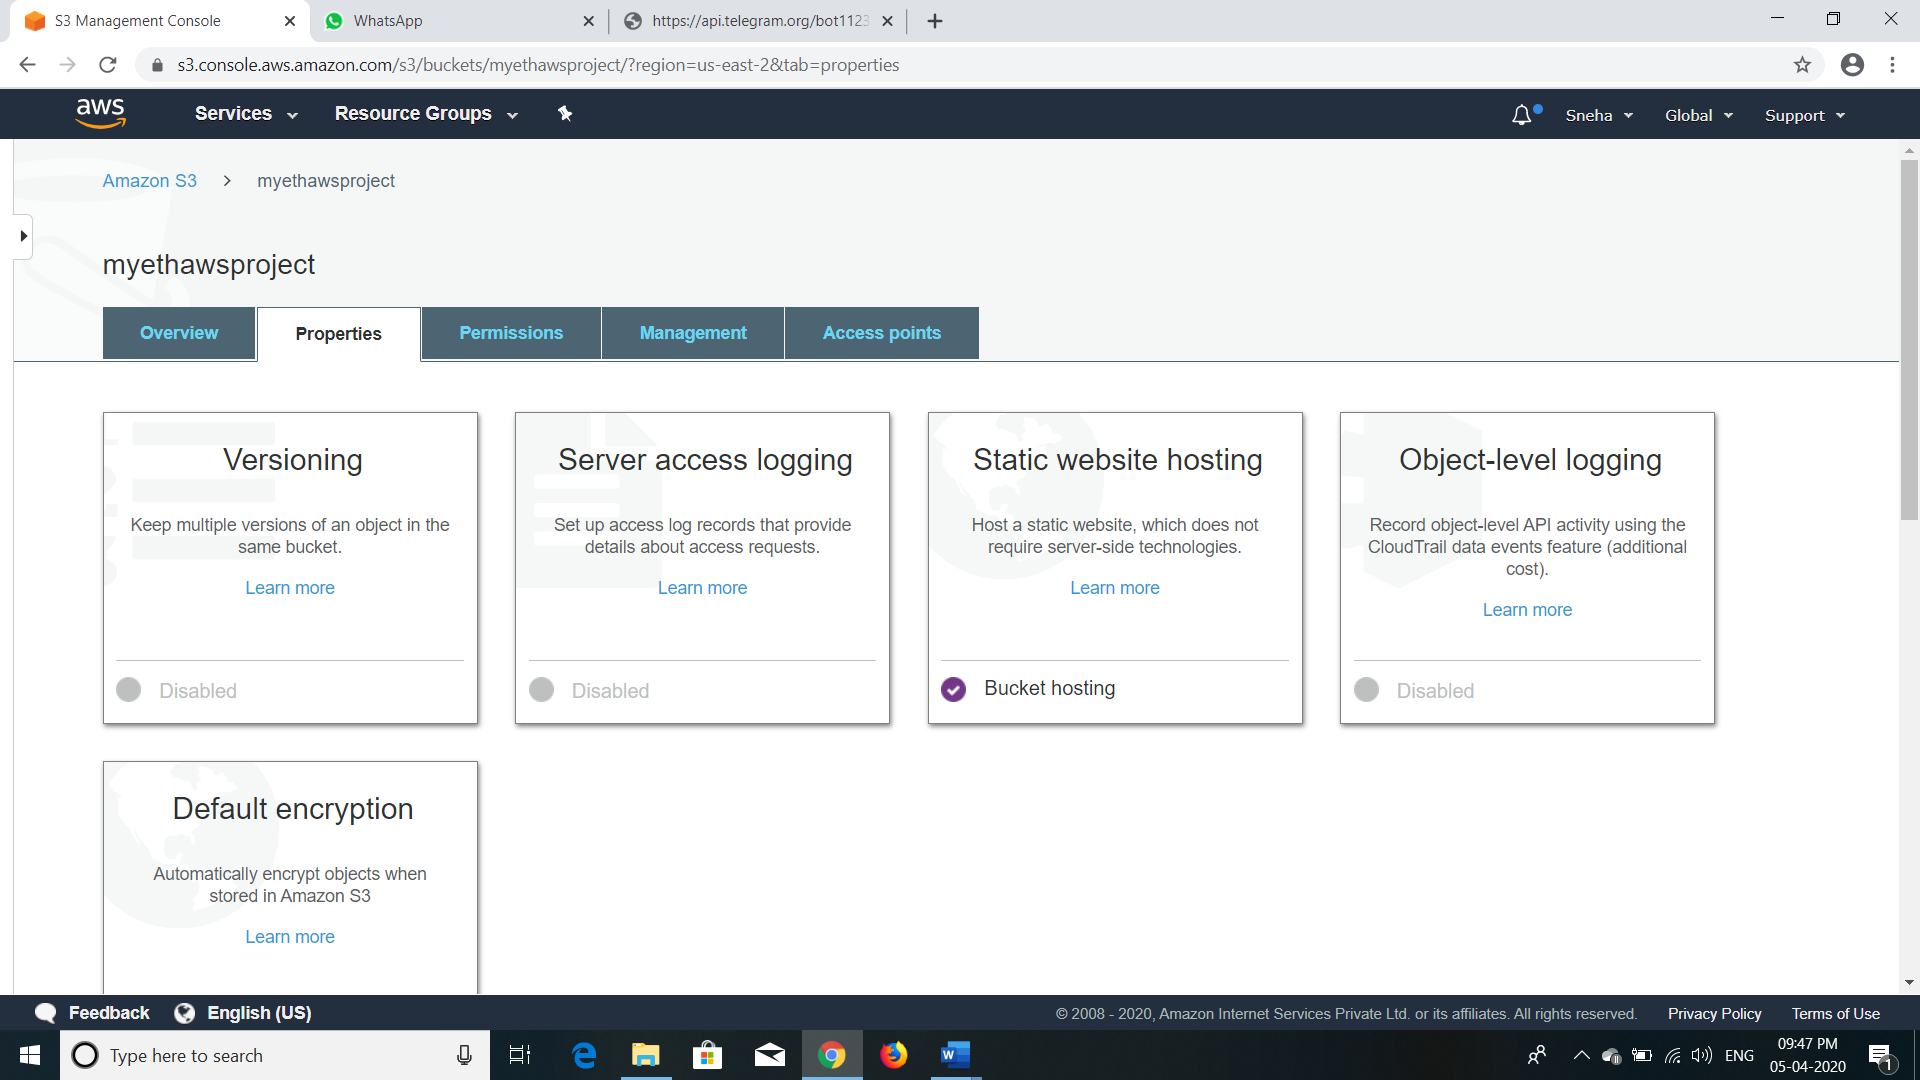 S3 Management Console
WhatsApp
https://api.telegram.org/bot1123
s3.console.aws.amazon.com/s3/buckets/myethawsproject/?region=us-east-2&tab=properties
aws
Services
Resource Groups
Sneha
Global
Support
Amazon S3
myethawsproject
myethawsproject
Overview
Properties
Permissions
Management
Access points
Versioning
Keep multiple versions of an object in the
same bucket.
Learn more
Disabled
Server access logging
Set up access log records that provide
details about access requests.
Learn more
Disabled
Static website hosting
Host a static website, which does not
require server-side technologies.
Learn more
Bucket hosting
Object-level logging
Record object-level API activity using the
CloudTrail data events feature (additional
cost).
Learn more
Disabled
Default encryption
Automatically encrypt objects when
stored in Amazon S3
Learn more
Feedback
English (US)
© 2008 - 2020, Amazon Internet Services Private Ltd. or its affiliates. All rights reserved.
Privacy Policy
Terms of Use
Type here to search
W
ENG
09:47 PM
05-04-2020
1